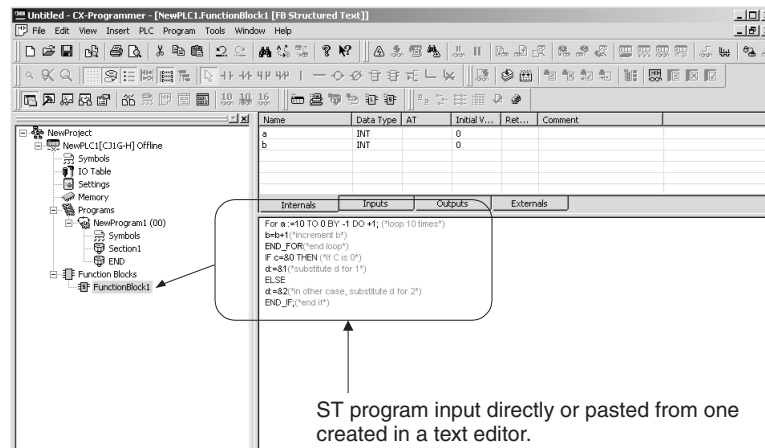 Untitled - CX-Programmer - [NewPLC1.FunctionBlock1 [FB Structured Text]]
File Edit View Insert PLC Program Tools Window Help
10 10 16
NewProject
NewPLC1[CJ1G-H] Offline
Symbols
IO Table
Settings
Memory
Programs
NewProgram1 (00)
Symbols
Section1
END
Function Blocks
FunctionBlock1
Name Data Type AT Initial V... Ret... Comment
a INT 0
b INT 0
Internals Inputs Outputs Externals
For a :=10 TO 0 BY -1 DO +1; (*loop 10 times*)
b=b+1(*increment b*)
END_FOR(*end loop*)
IF c=&0 THEN (*If C is 0*)
d:=&1(*substitute d for 1*)
ELSE
d:=&2(*in other case, substitute d for 2*)
END_IF;(*end if*)
ST program input directly or pasted from one
created in a text editor.